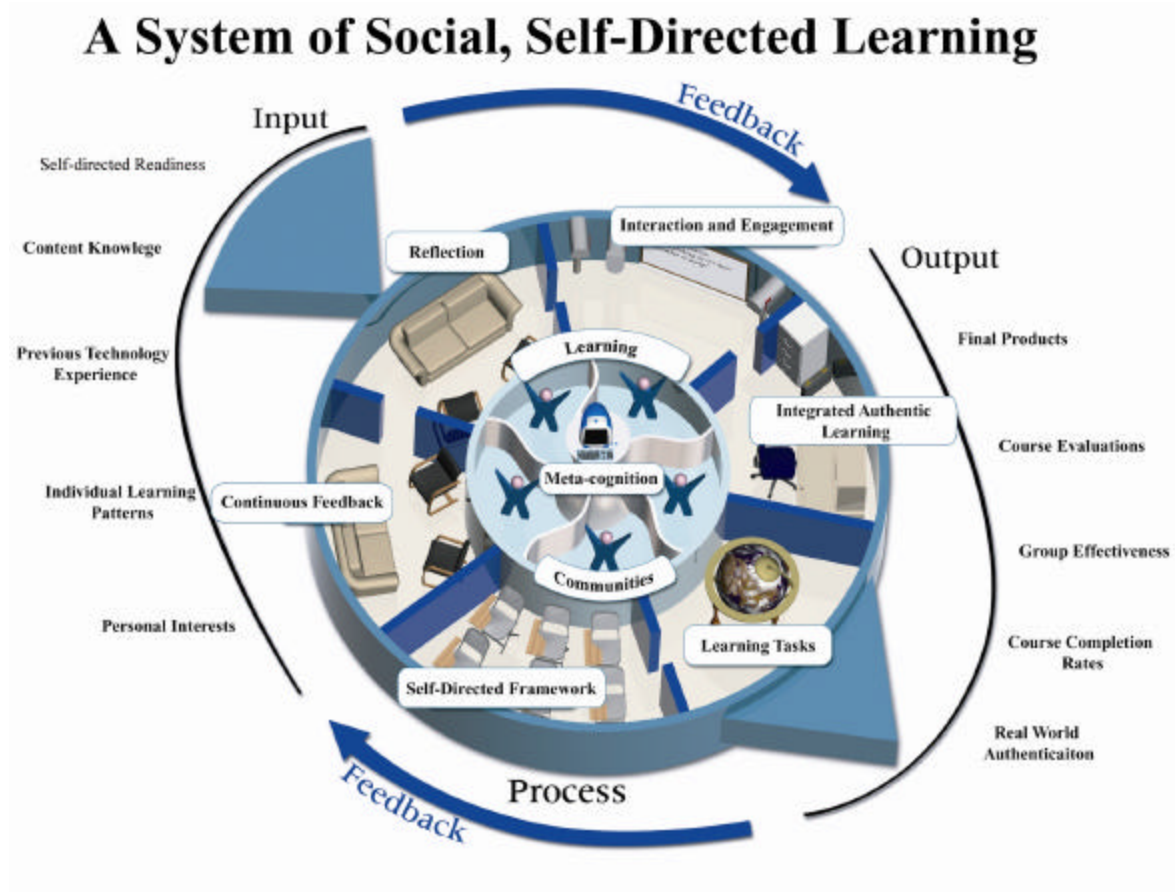 A System of Social, Self-Directed Learning
Feedback
Input
Self-directed Readiness
Content Knowlege
Previous Technology
Experience
Individual Learning
Patterns
Personal Interests
Reflection
Interaction and Engagement
Learning
Integrated Authentic
Learning
Meta-cognition
Continuous Feedback
Communities
Learning Tasks
Self-Directed Framework
Output
Final Products
Course Evaluations
Group Effectiveness
Course Completion
Rates
Real World
Authenticaiton
Process
Feedback